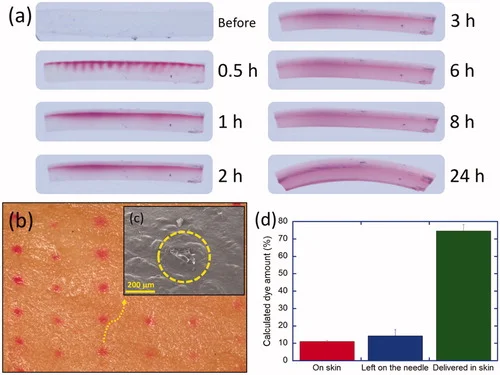 (a)
Before
0.5 h
1 h
2 h
3 h
6 h
8 h
24 h
(b)
(c)
200 µm
(d)
Calculated dye amount (%)
80
70
60
50
40
30
20
10
0
On skin
Left on the needle
Delivered in skin